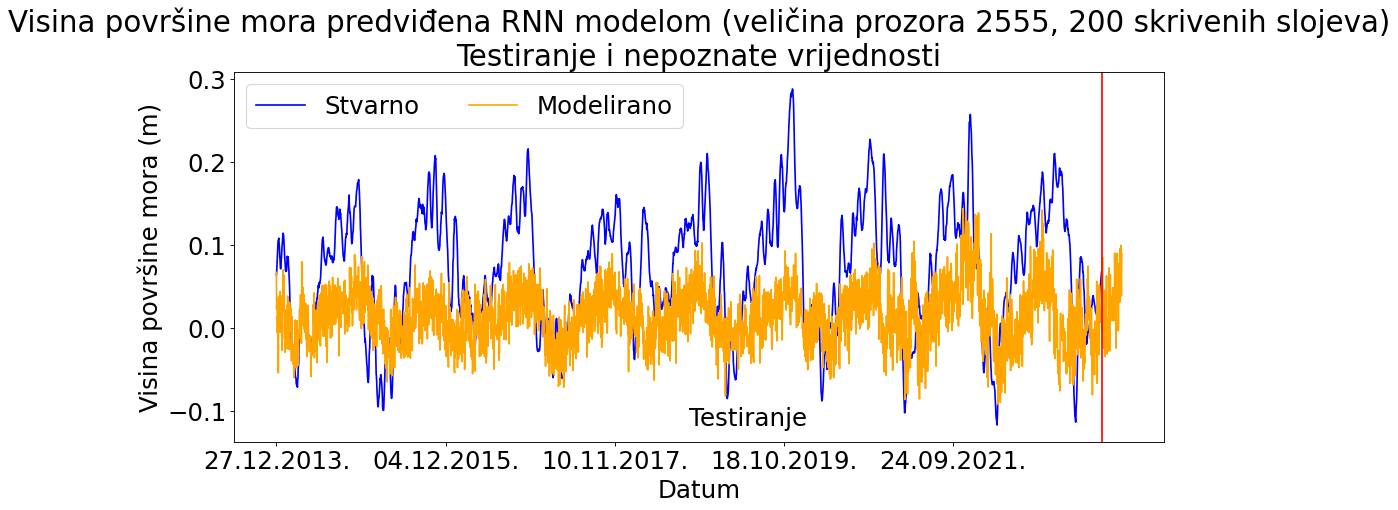 Visina površine mora predviđena RNN modelom (veličina prozora 2555, 200 skrivenih slojeva)
Testiranje i nepoznate vrijednosti
Stvarno
Modelirano
Visina površine mora (m)
0.3
0.2
0.1
0.0
−0.1
Testiranje
27.12.2013.
04.12.2015.
10.11.2017.
18.10.2019.
24.09.2021.
Datum